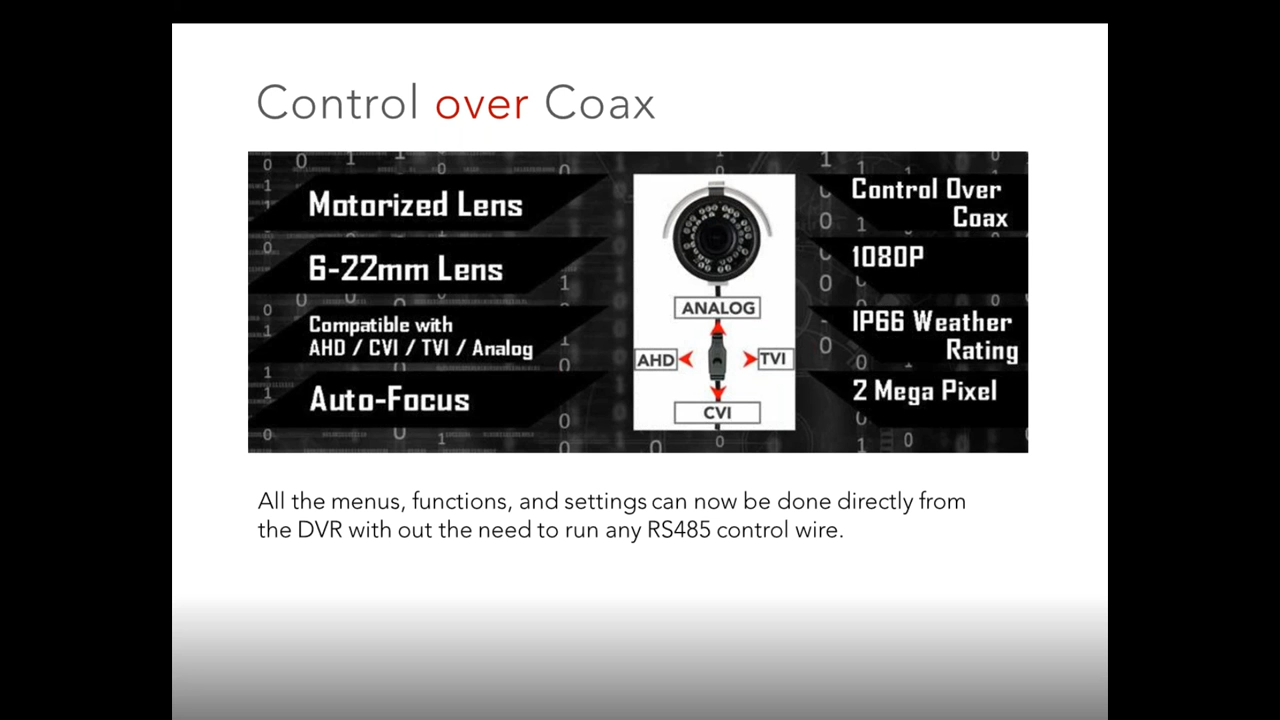 Control over Coax
Motorized Lens
6-22mm Lens
Compatible with
AHD / CVI / TVI / Analog
Auto-Focus
ANALOG
AHD
TVI
CVI
Control Over
Coax
1080P
IP66 Weather
Rating
2 Mega Pixel
All the menus, functions, and settings can now be done directly from
the DVR with out the need to run any RS485 control wire.